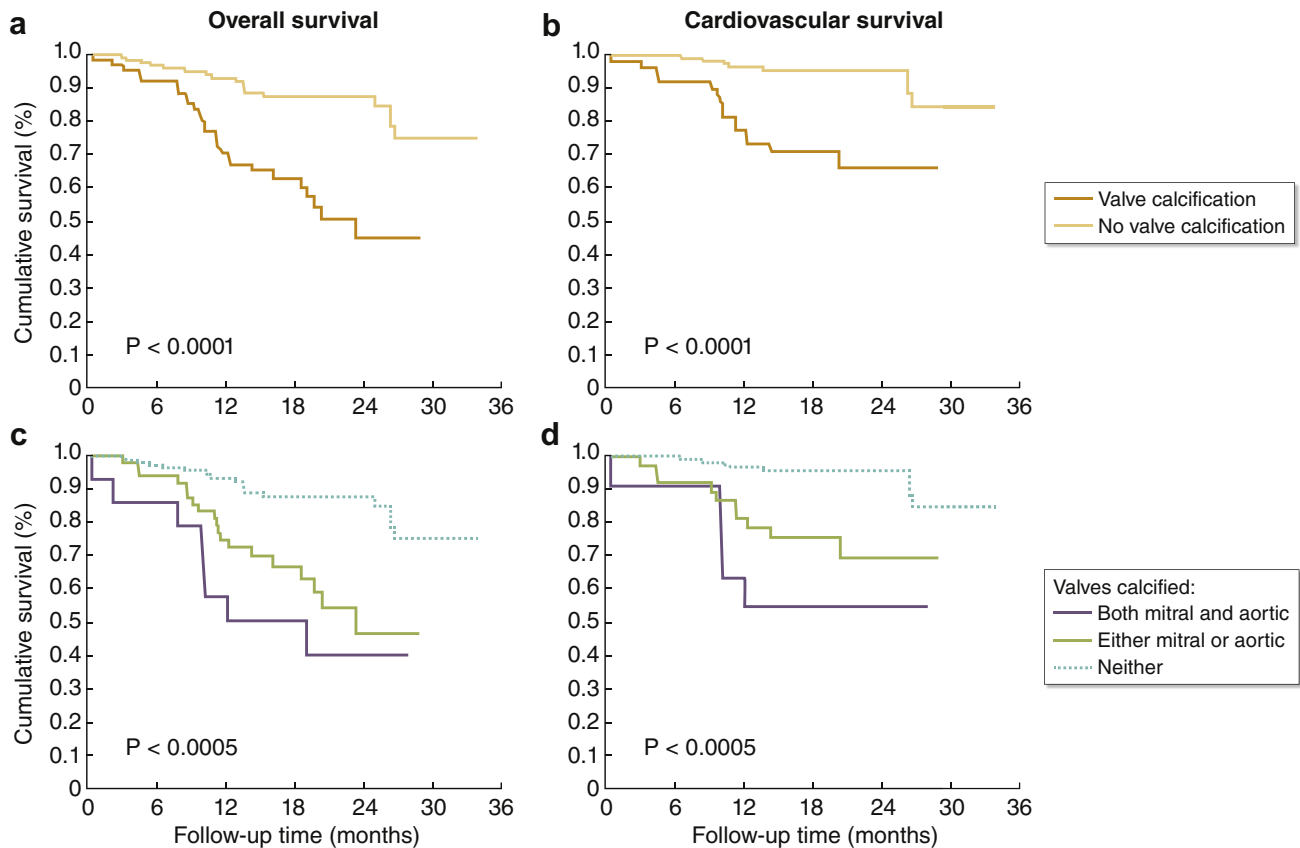 a
Overall survival
1.0
0.9
0.8
0.7
0.6
0.5
0.4
0.3
0.2
0.1
0
Cumulative survival (%)
P < 0.0001
0 6 12 18 24 30 36
b
Cardiovascular survival
1.0
0.9
0.8
0.7
0.6
0.5
0.4
0.3
0.2
0.1
0
P < 0.0001
0 6 12 18 24 30 36
Valve calcification
No valve calcification
c
1.0
0.9
0.8
0.7
0.6
0.5
0.4
0.3
0.2
0.1
0
Cumulative survival (%)
P < 0.0005
0 6 12 18 24 30 36
Follow-up time (months)
d
1.0
0.9
0.8
0.7
0.6
0.5
0.4
0.3
0.2
0.1
0
P < 0.0005
0 6 12 18 24 30 36
Follow-up time (months)
Valves calcified:
Both mitral and aortic
Either mitral or aortic
Neither